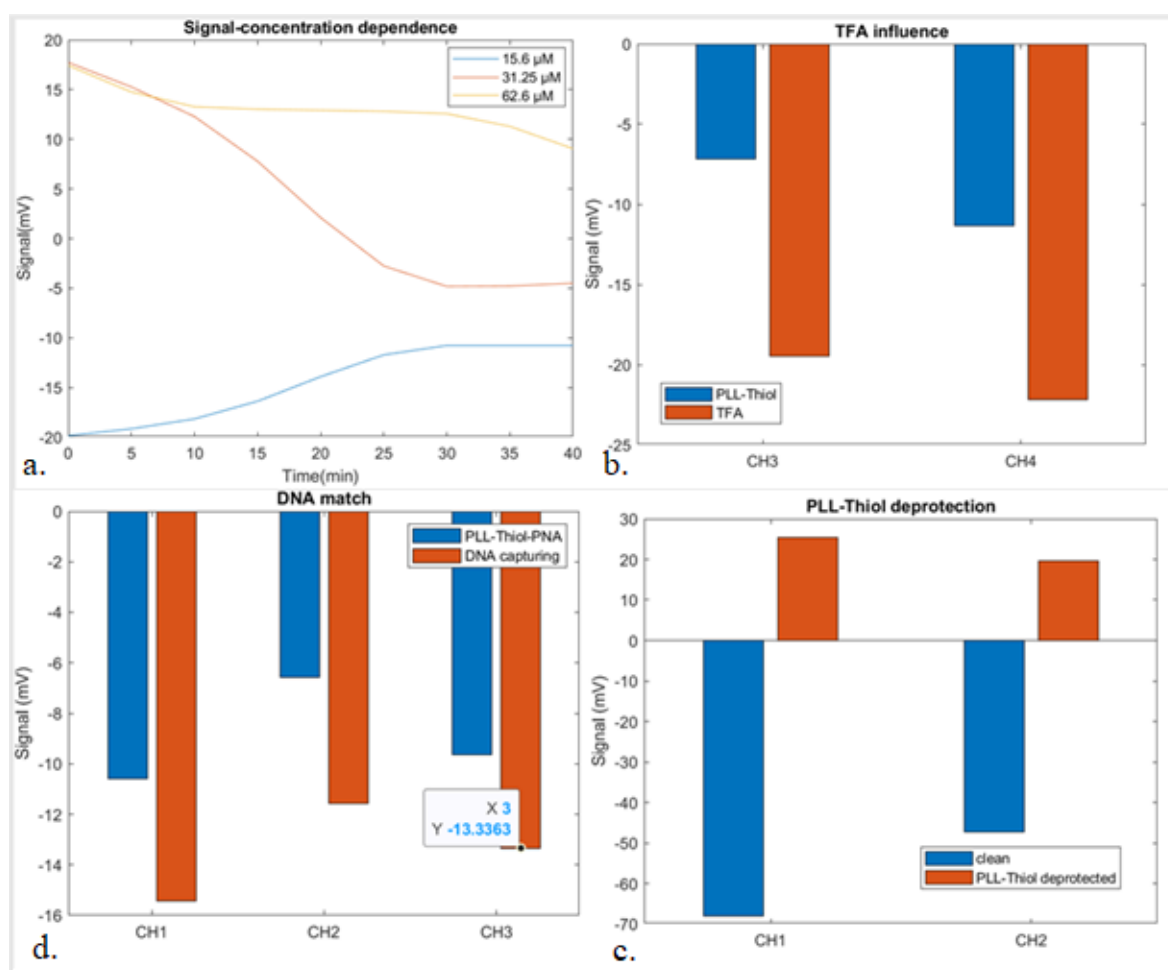 Signal-concentration dependence
20
15
10
5
0
-5
-10
-15
-20
Signal(mV)
15.6 µM
31.25 µM
62.6 µM
0 5 10 15 20 25 30 35 40
Time(min)
a.
TFA influence
0
-5
-10
-15
-20
-25
Signal (mV)
PLL-Thiol
TFA
CH3 CH4
b.
DNA match
0
-2
-4
-6
-8
-10
-12
-14
-16
Signal (mV)
PLL-Thiol-PNA
DNA capturing
X 3
Y -13.3363
CH1 CH2 CH3
d.
PLL-Thiol deprotection
30
20
10
0
-10
-20
-30
-40
-50
-60
-70
Signal (mV)
clean
PLL-Thiol deprotected
CH1 CH2
c.